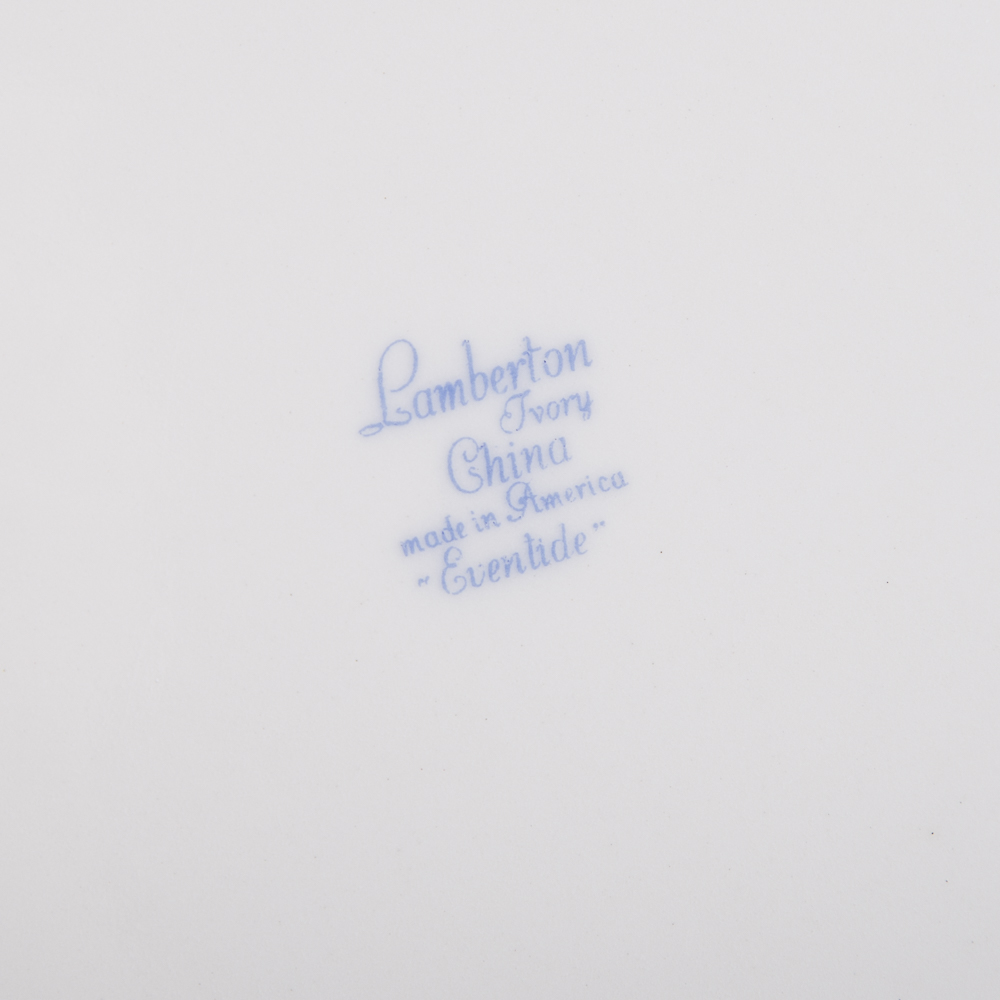 Lamberton
Ivory
China
made in America
"Eventide"